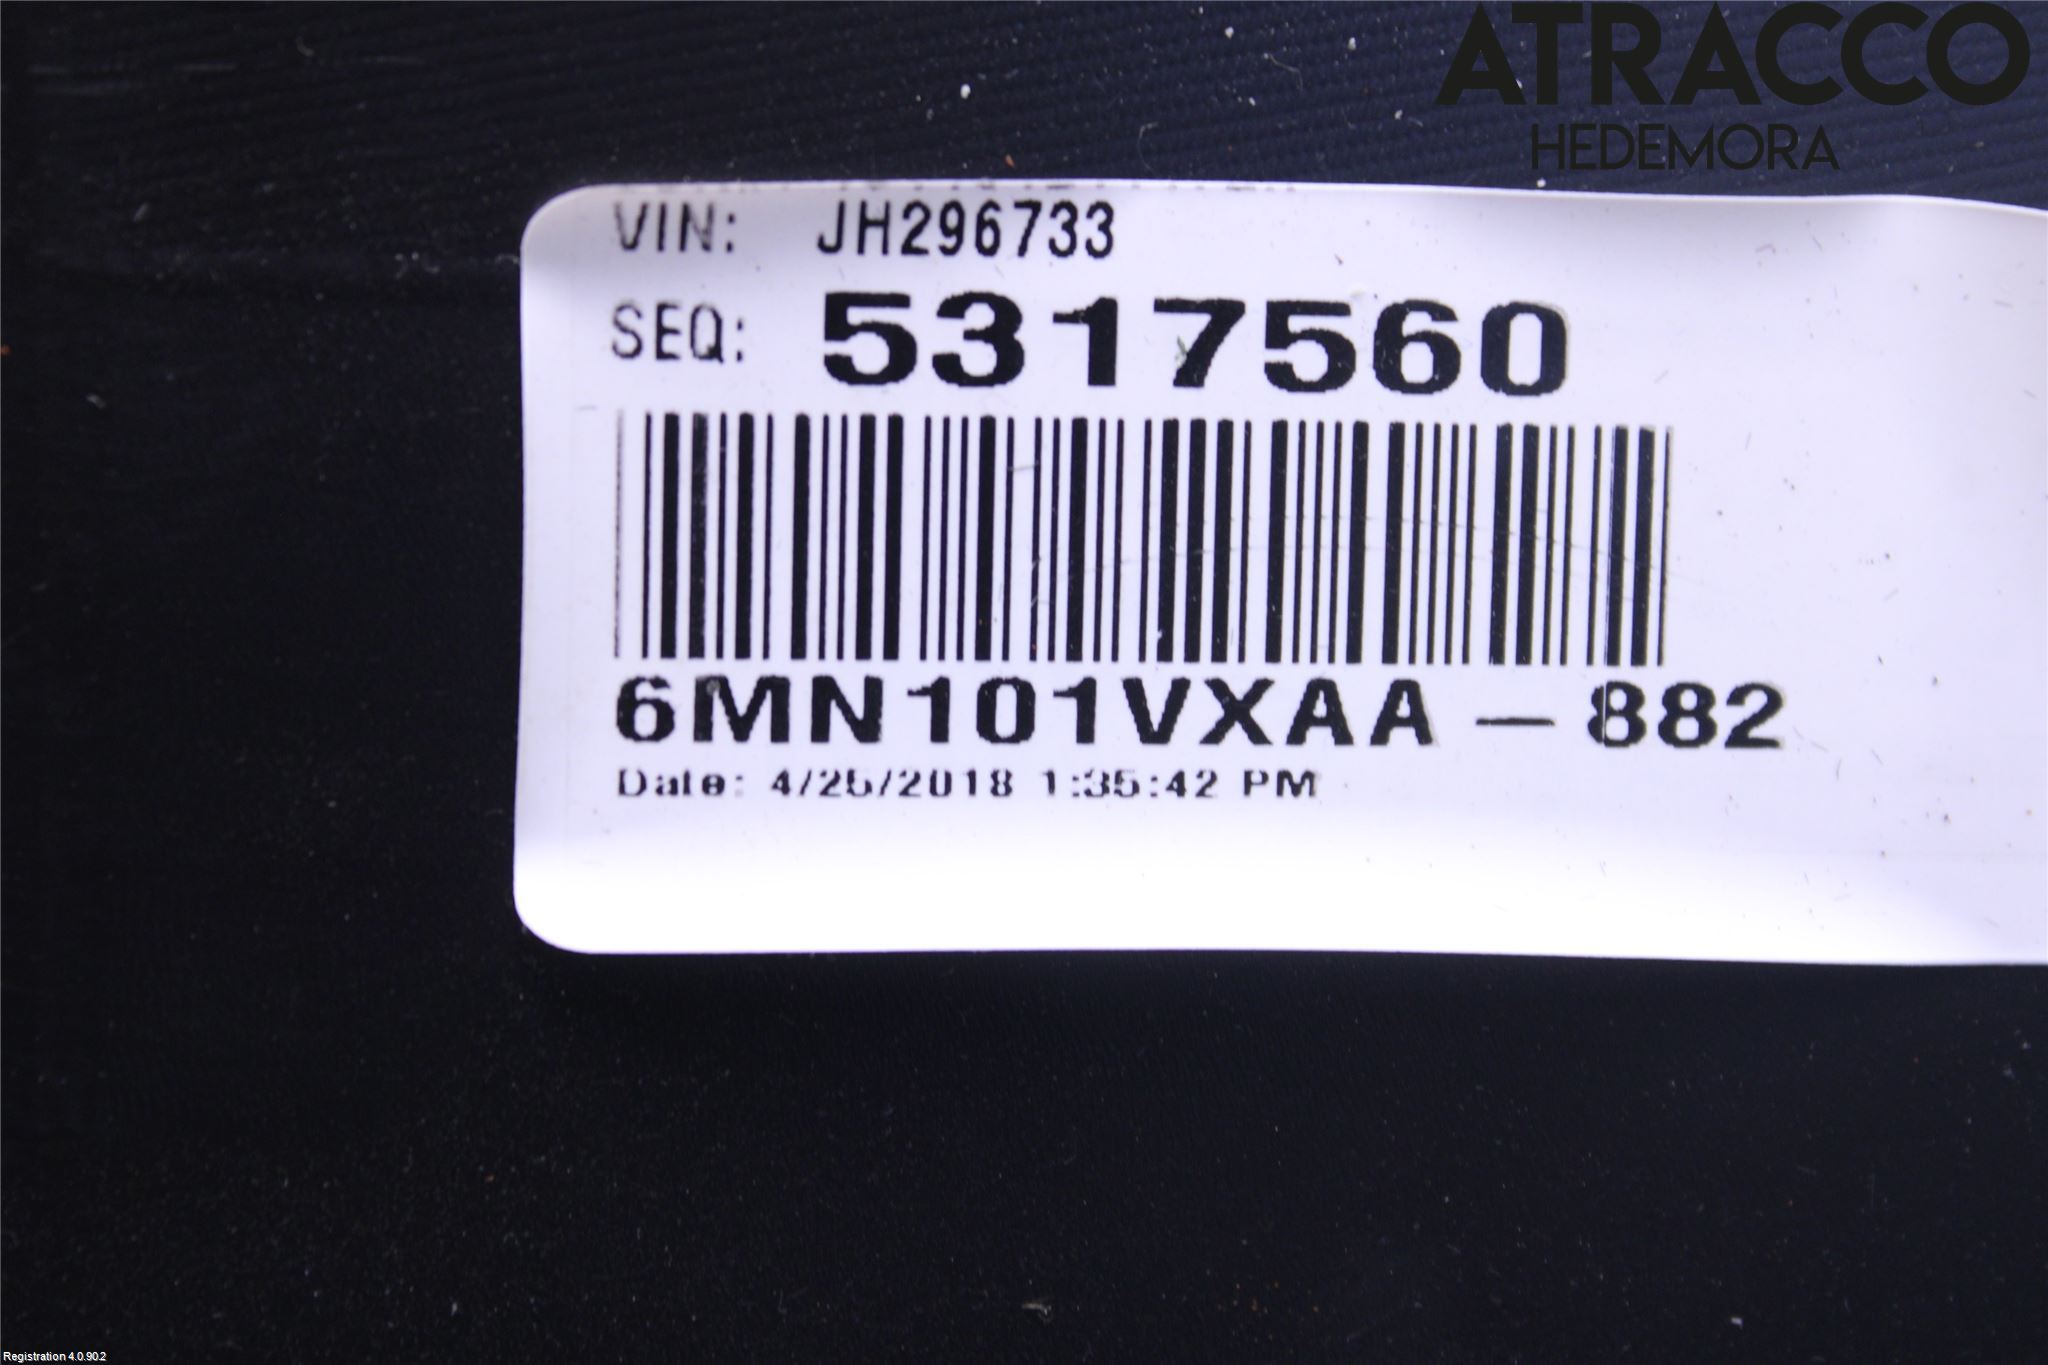 ATRACCO
HEDEMORA
VIN: JH296733
SEQ: 5317560
6MN101VXAA-882
Date: 4/25/2018 1:35:42 PM
Registration 4.0.90.2